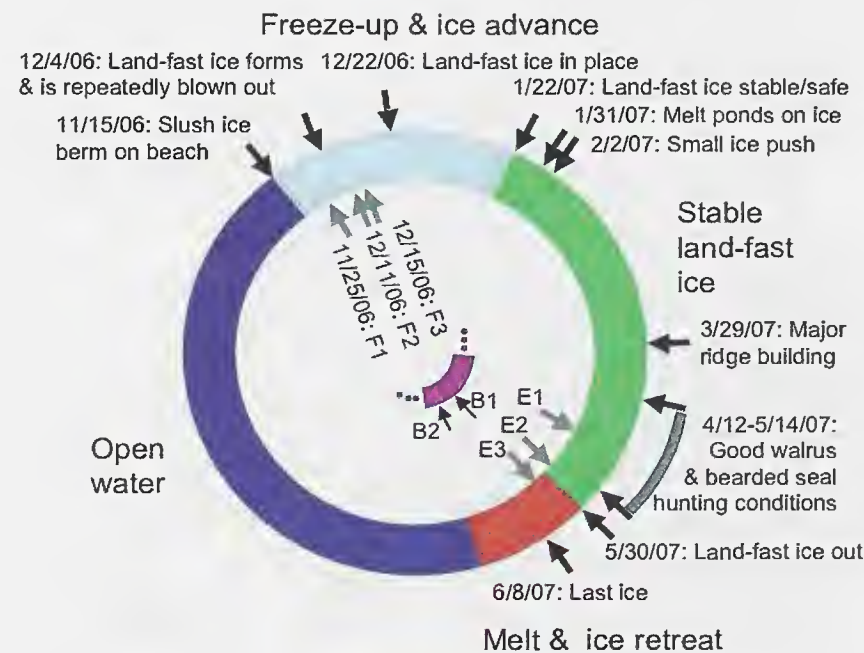 Freeze-up & ice advance
12/4/06: Land-fast ice forms
& is repeatedly blown out
12/22/06: Land-fast ice in place
1/22/07: Land-fast ice stable/safe
1/31/07: Melt ponds on ice
2/2/07: Small ice push
11/15/06: Slush ice
berm on beach
Stable
land-fast
ice
11/25/06: F1
12/11/06: F2
12/15/06: F3
3/29/07: Major
ridge building
B1
B2
E1
E2
E3
4/12-5/14/07:
Good walrus
& bearded seal
hunting conditions
Open
water
5/30/07: Land-fast ice out
6/8/07: Last ice
Melt & ice retreat